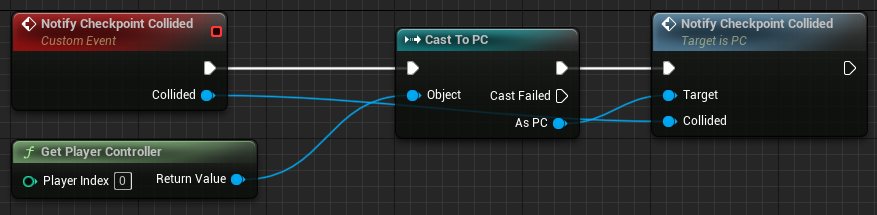 Notify Checkpoint Collided
Custom Event
Collided
Get Player Controller
Player Index 0 Return Value
Cast To PC
Object
Cast Failed
As PC
Notify Checkpoint Collided
Target is PC
Target
Collided